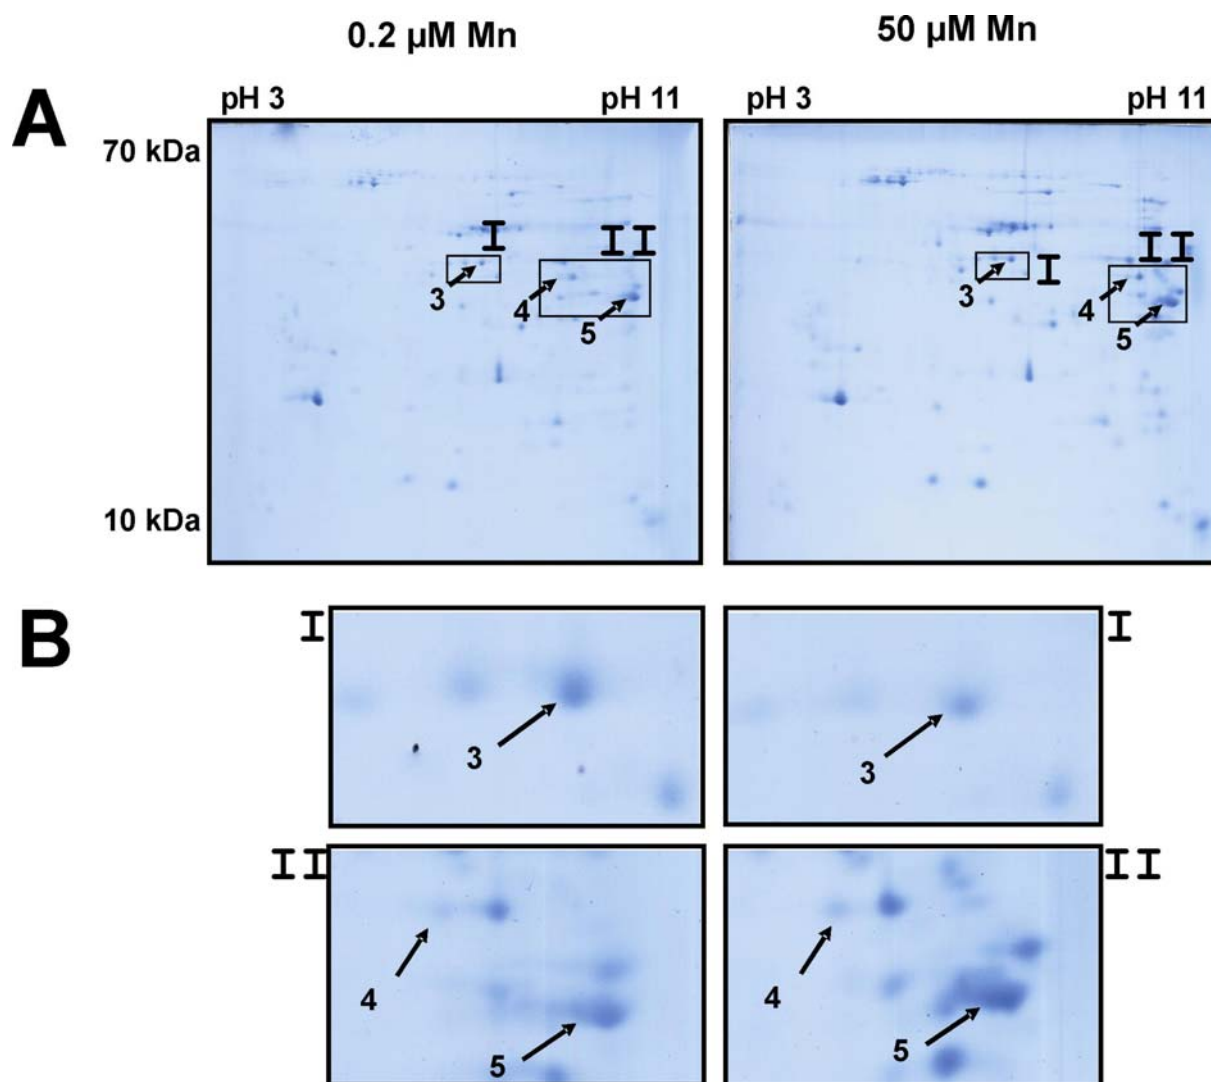 0.2 µM Mn 50 µM Mn
A
pH 3 pH 11 pH 3 pH 11
70 kDa
I II II
3 4 5 3 I 4 5
10 kDa
B
I I
3 3
II II
4 4
5 5